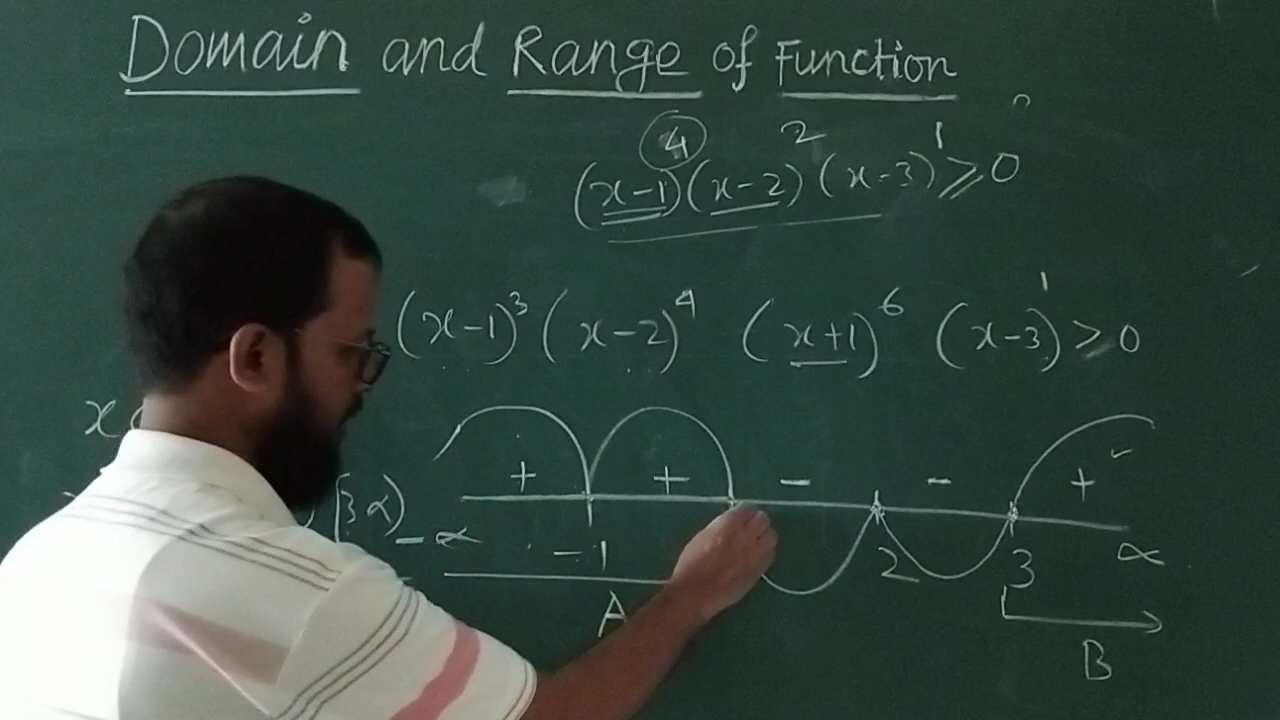 Domain and Range of Function
(x-1)⁴(x-2)²(x-3)¹ ≥ 0
(x-1)³(x-2)⁴ (x+1)⁶ (x-3)¹ > 0
x
+ + - - + ✓
[3 ∝)
-∝ -1 2 3 ∝
A B